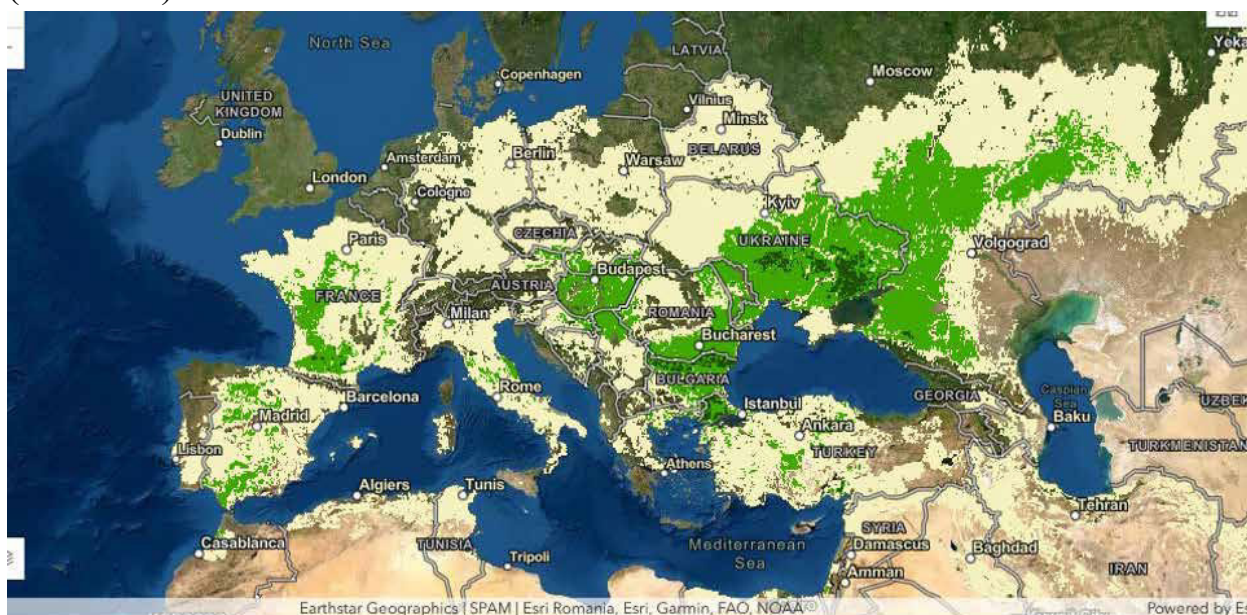 North Sea
LATVIA
Moscow
Yeka
Copenhagen
UNITED
KINGDOM
Vilnius
Dublin
Minsk
BELARUS
Amsterdam
Berlin
Warsaw
London
Cologne
Kyiv
CZECHIA
Paris
UKRAINE
Volgograd
Budapest
AUSTRIA
FRANCE
Milan
ROMANIA
Bucharest
BULGARIA
Rome
GEORGIA
Caspian
Sea
UZBEK
Barcelona
Istanbul
Madrid
Baku
Ankara
TURKMENISTAN
Lisbon
TURKEY
Athens
Algiers
Tunis
Tehran
SYRIA
Casablanca
TUNISIA
Mediterranean
Sea
Damascus
Baghdad
Tripoli
IRAN
Amman
Earthstar Geographics | SPAM | Esri Romania, Esri, Garmin, FAO, NOAA
Powered by E